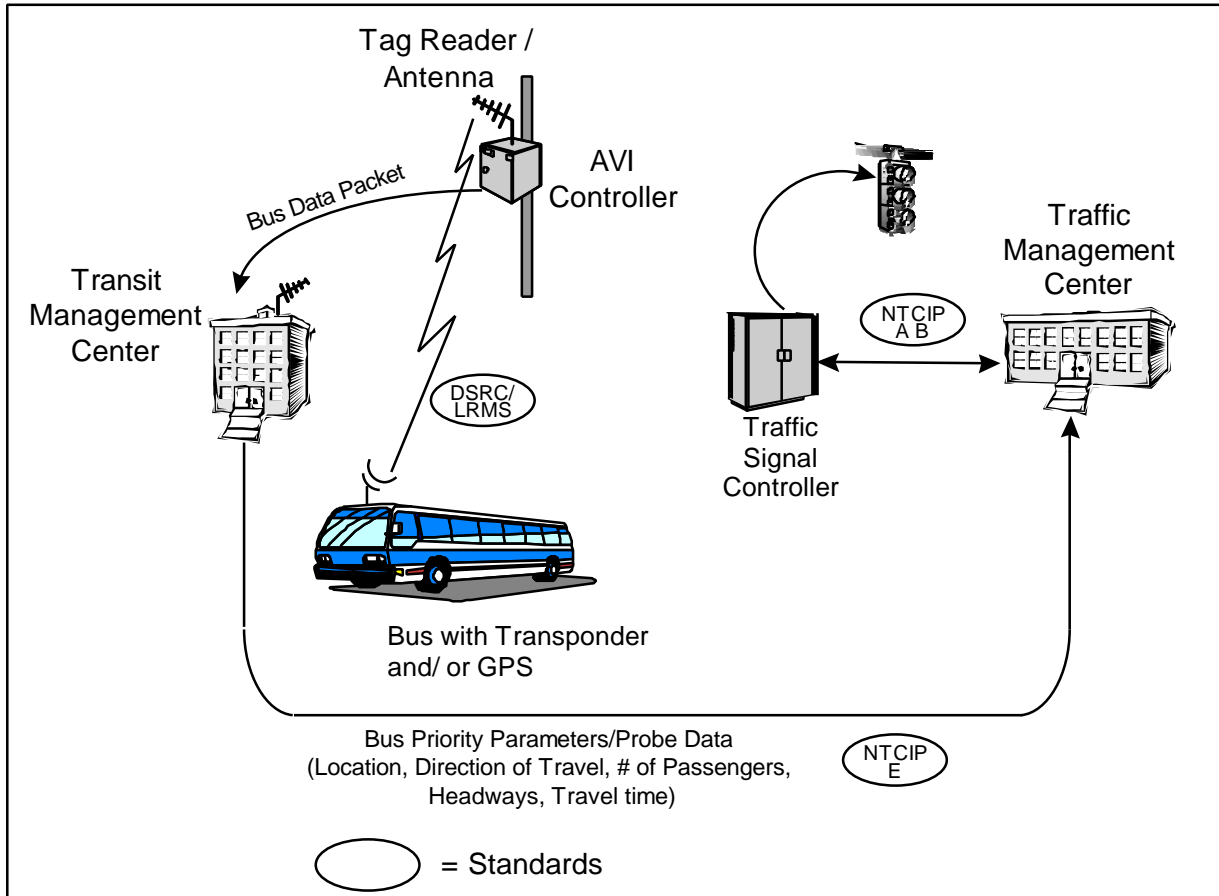 Tag Reader /
Antenna
AVI
Controller
Bus Data Packet
Transit
Management
Center
Traffic
Management
Center
NTCIP
A B
DSRC/
LRMS
Traffic
Signal
Controller
Bus with Transponder
and/ or GPS
Bus Priority Parameters/Probe Data
(Location, Direction of Travel, # of Passengers,
Headways, Travel time)
NTCIP
E
= Standards